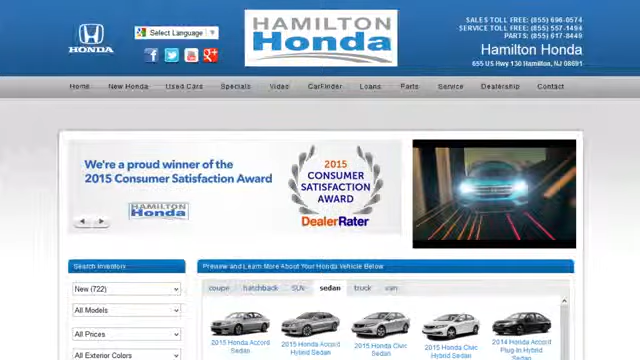 HONDA
Select Language
HAMILTON
Honda
SALES TOLL FREE: (855) 696-0574
SERVICE TOLL FREE: (855) 557-1494
PARTS: (855) 617-8449
Hamilton Honda
655 US Hwy 130 Hamilton, NJ 08691
Home New Honda Used Cars Specials Video CarFinder Loans Parts Service Dealership Contact
We're a proud winner of the
2015 Consumer Satisfaction Award
HAMILTON
Honda
2015
CONSUMER
SATISFACTION
AWARD
DealerRater
Search Inventory
New (722)
All Models
All Prices
All Exterior Colors
Preview and Learn More About Your Honda Vehicle Below
coupe hatchback SUV sedan truck van
2015 Honda Accord
Sedan
2015 Honda Accord
Hybrid Sedan
2015 Honda Civic
Sedan
2015 Honda Civic
Hybrid Sedan
2014 Honda Accord
Plug-In Hybrid
Sedan